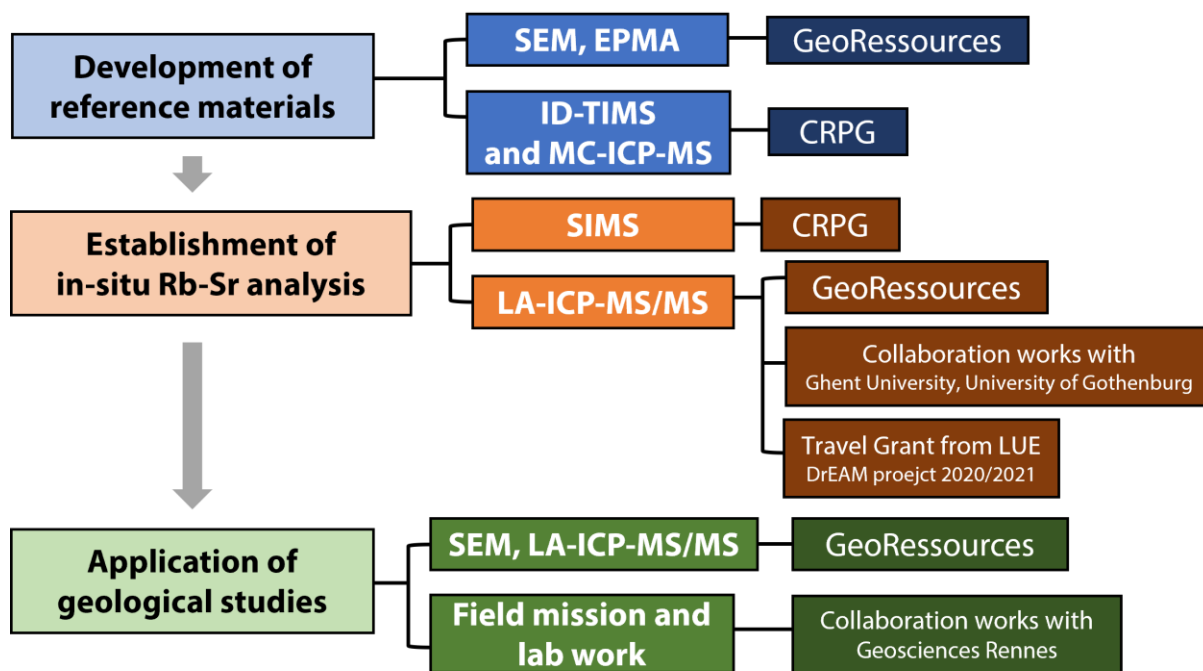 Development of
reference materials
SEM, EPMA
GeoRessources
ID-TIMS
and MC-ICP-MS
CRPG
Establishment of
in-situ Rb-Sr analysis
SIMS
CRPG
LA-ICP-MS/MS
GeoRessources
Collaboration works with
Ghent University, University of Gothenburg
Travel Grant from LUE
DrEAM proejct 2020/2021
Application of
geological studies
SEM, LA-ICP-MS/MS
GeoRessources
Field mission and
lab work
Collaboration works with
Geosciences Rennes